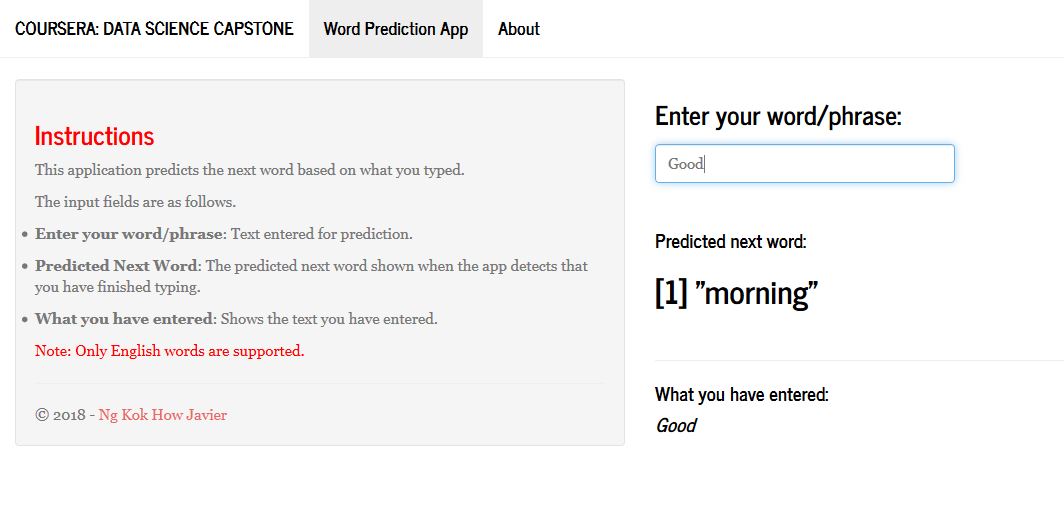 COURSERA: DATA SCIENCE CAPSTONE Word Prediction App About
Instructions
This application predicts the next word based on what you typed.
The input fields are as follows.
• Enter your word/phrase: Text entered for prediction.
• Predicted Next Word: The predicted next word shown when the app detects that
you have finished typing.
• What you have entered: Shows the text you have entered.
Note: Only English words are supported.
© 2018 - Ng Kok How Javier
Enter your word/phrase:
Good
Predicted next word:
[1] "morning"
What you have entered:
Good